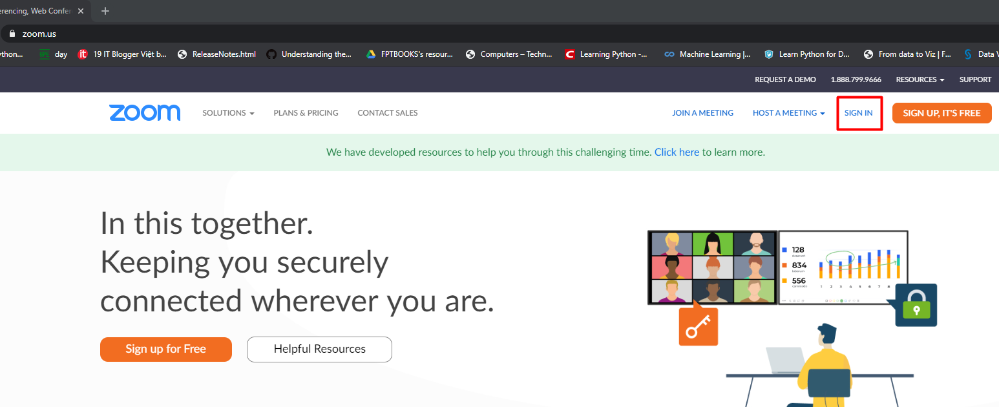 erencing, Web Confer
zoom.us
ython... dạy 19 IT Blogger Việt b... ReleaseNotes.html Understanding the... FPTBOOKS's resour... Computers – Techn... Learning Python -... Machine Learning |... Learn Python for D... From data to Viz | F... Data V
REQUEST A DEMO 1.888.799.9666 RESOURCES SUPPORT
zoom SOLUTIONS PLANS & PRICING CONTACT SALES JOIN A MEETING HOST A MEETING SIGN IN SIGN UP, IT'S FREE
We have developed resources to help you through this challenging time. Click here to learn more.
In this together.
Keeping you securely
connected wherever you are.
Sign up for Free Helpful Resources
128
834
556
1 2 3 4 5 6 7 8